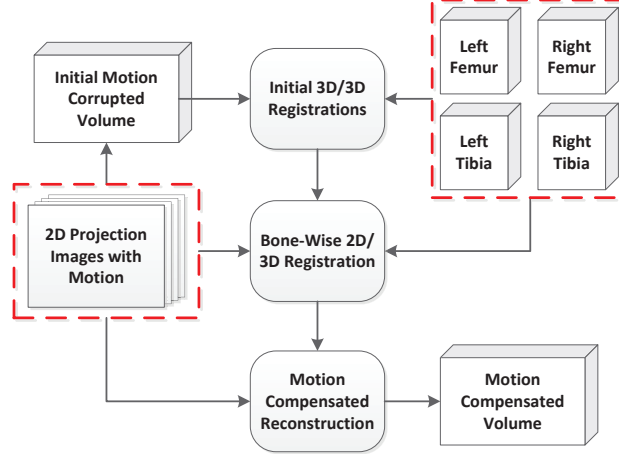 Initial Motion
Corrupted
Volume
Initial 3D/3D
Registrations
Left
Femur
Right
Femur
Left
Tibia
Right
Tibia
2D Projection
Images with
Motion
Bone-Wise 2D/
3D Registration
Motion
Compensated
Reconstruction
Motion
Compensated
Volume